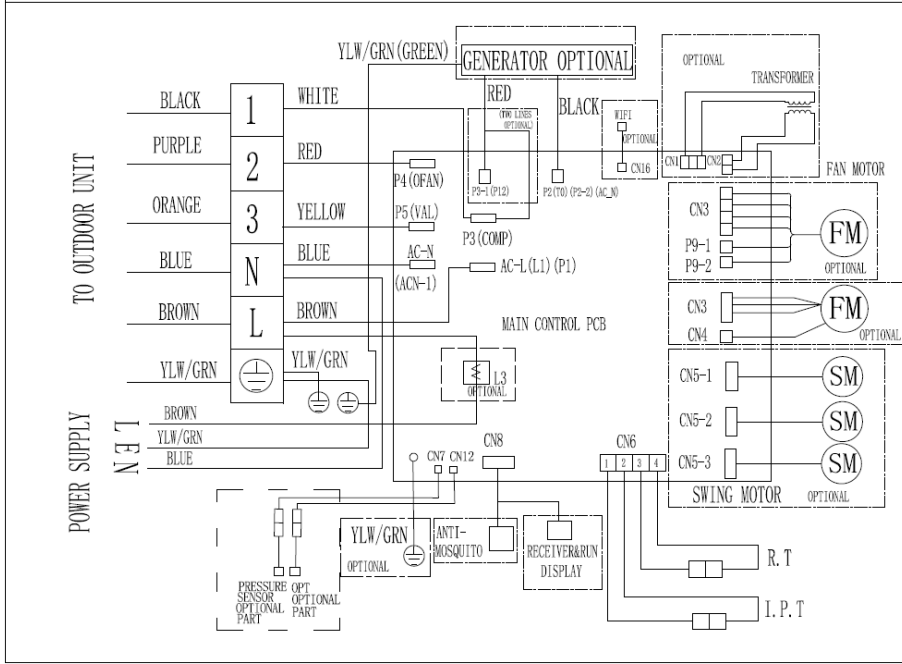 YLW/GRN(GREEN)
GENERATOR OPTIONAL
OPTIONAL
TRANSFORMER
RED
BLACK
(TWO LINES
OPTIONAL)
WIFI
OPTIONAL
CN16
CN1
CN2
P3-1(P12)
P2(TO)(P2-2)(AC_N)
P3(COMP)
TO OUTDOOR UNIT
BLACK
1
WHITE
PURPLE
2
RED
P4(OFAN)
ORANGE
3
YELLOW
P5(VAL)
BLUE
N
BLUE
AC-N
(ACN-1)
AC-L(L1)(P1)
BROWN
L
BROWN
MAIN CONTROL PCB
YLW/GRN
YLW/GRN
L3
OPTIONAL
FAN MOTOR
CN3
P9-1
P9-2
FM
OPTIONAL
CN3
CN4
FM
OPTIONAL
CN5-1
SM
CN5-2
SM
CN5-3
SM
SWING MOTOR
OPTIONAL
POWER SUPPLY
L E N
BROWN
YLW/GRN
BLUE
CN7
CN12
CN8
CN6
1 2 3 4
PRESSURE
SENSOR
OPTIONAL
PART
OPT
OPTIONAL
PART
YLW/GRN
OPTIONAL
ANTI-
MOSQUITO
RECEIVER&RUN
DISPLAY
R.T
I.P.T